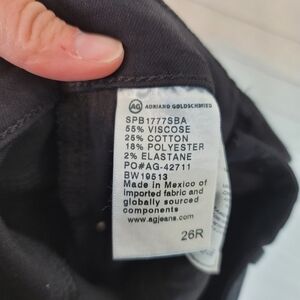 AG ADRIANO GOLDSCHMIED
SPB1777SBA
55% VISCOSE
25% COTTON
18% POLYESTER
2% ELASTANE
PO#AG-42711
BW19513
Made in Mexico of
imported fabric and
globally sourced
components
www.agjeans.com
26R